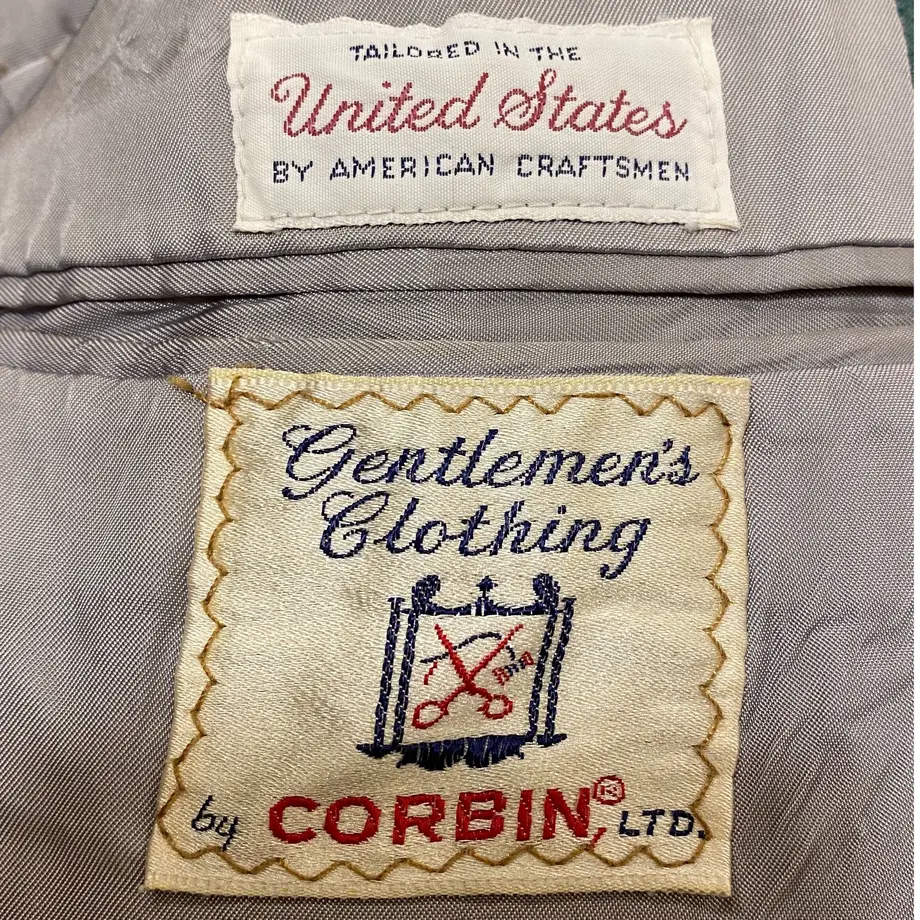 TAILORED IN THE
United States
BY AMERICAN CRAFTSMEN
Gentlemen's
Clothing
by CORBIN,® LTD.